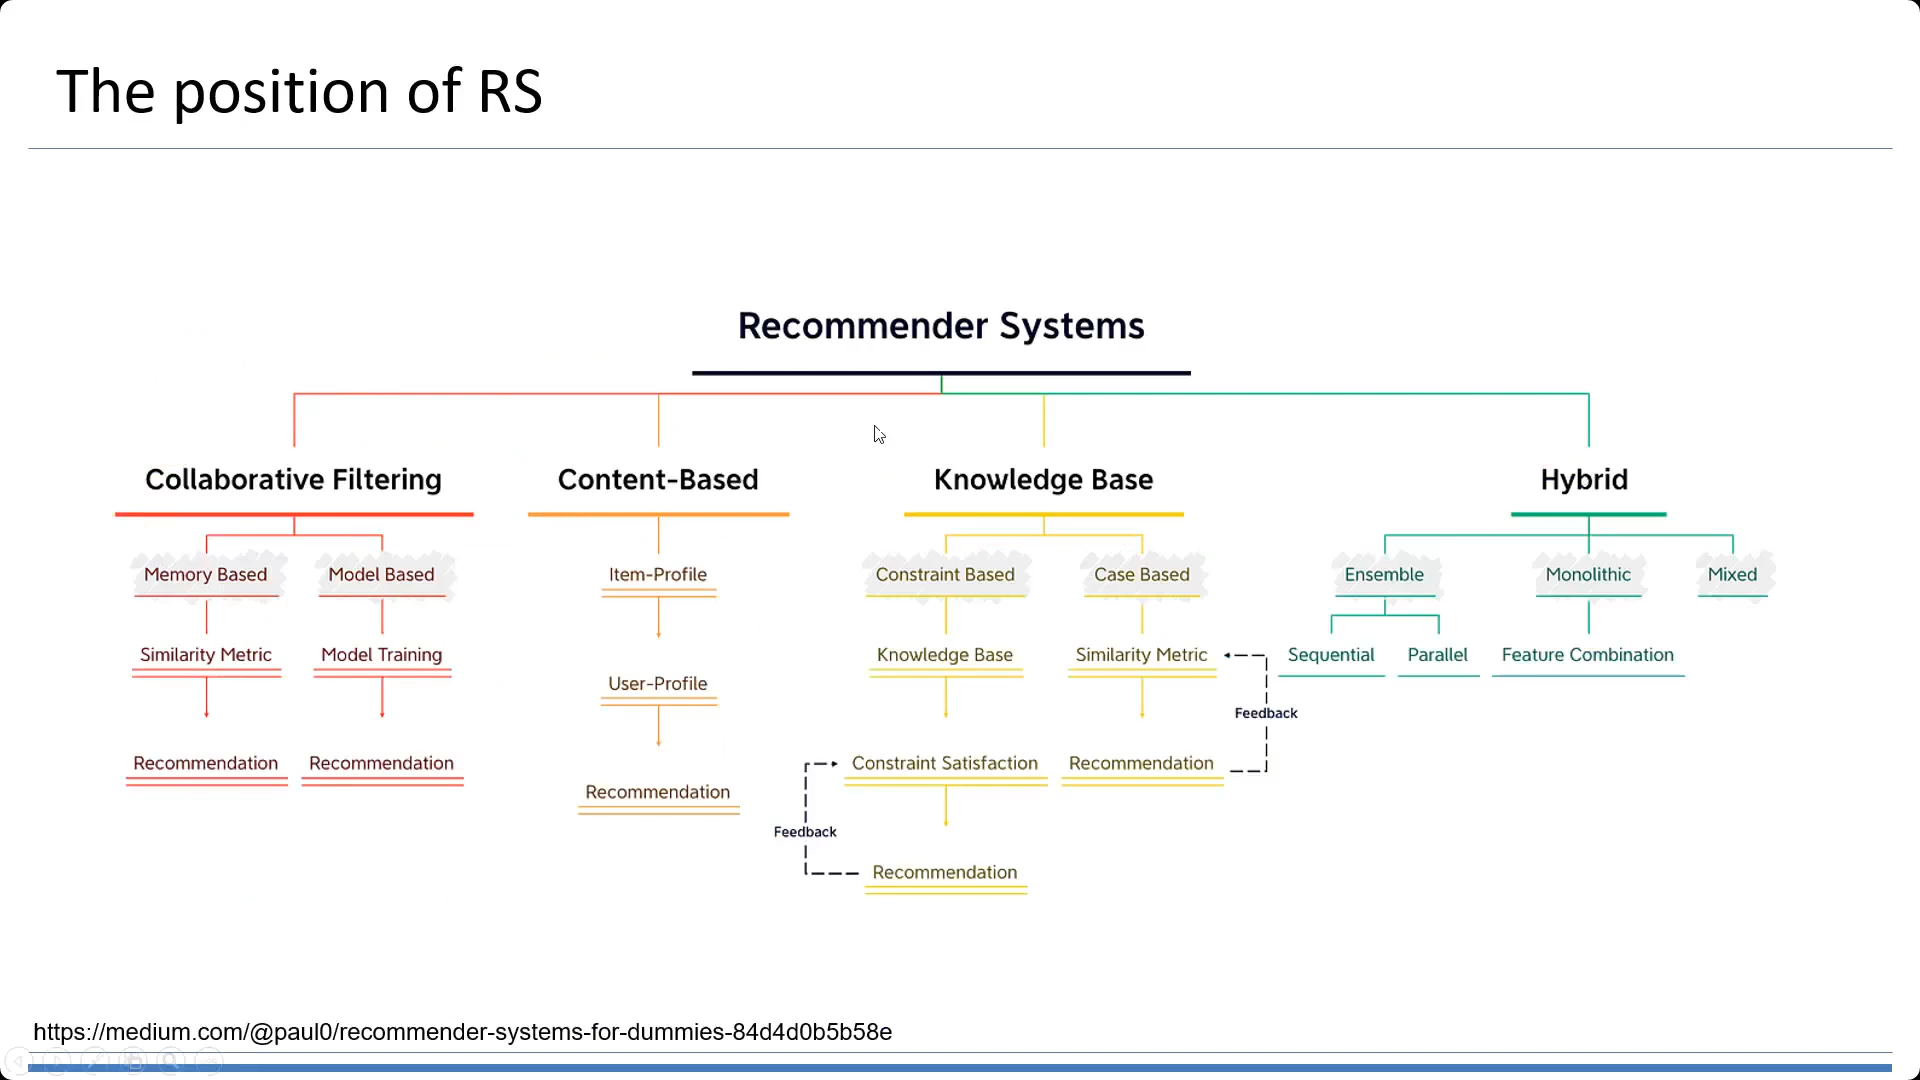 The position of RS
Recommender Systems
Collaborative Filtering
Content-Based
Knowledge Base
Hybrid
Memory Based
Model Based
Item-Profile
Constraint Based
Case Based
Ensemble
Monolithic
Mixed
Similarity Metric
Model Training
User-Profile
Knowledge Base
Similarity Metric
Sequential
Parallel
Feature Combination
Feedback
Recommendation
Recommendation
Recommendation
Constraint Satisfaction
Recommendation
Feedback
Recommendation
https://medium.com/@paul0/recommender-systems-for-dummies-84d4d0b5b58e